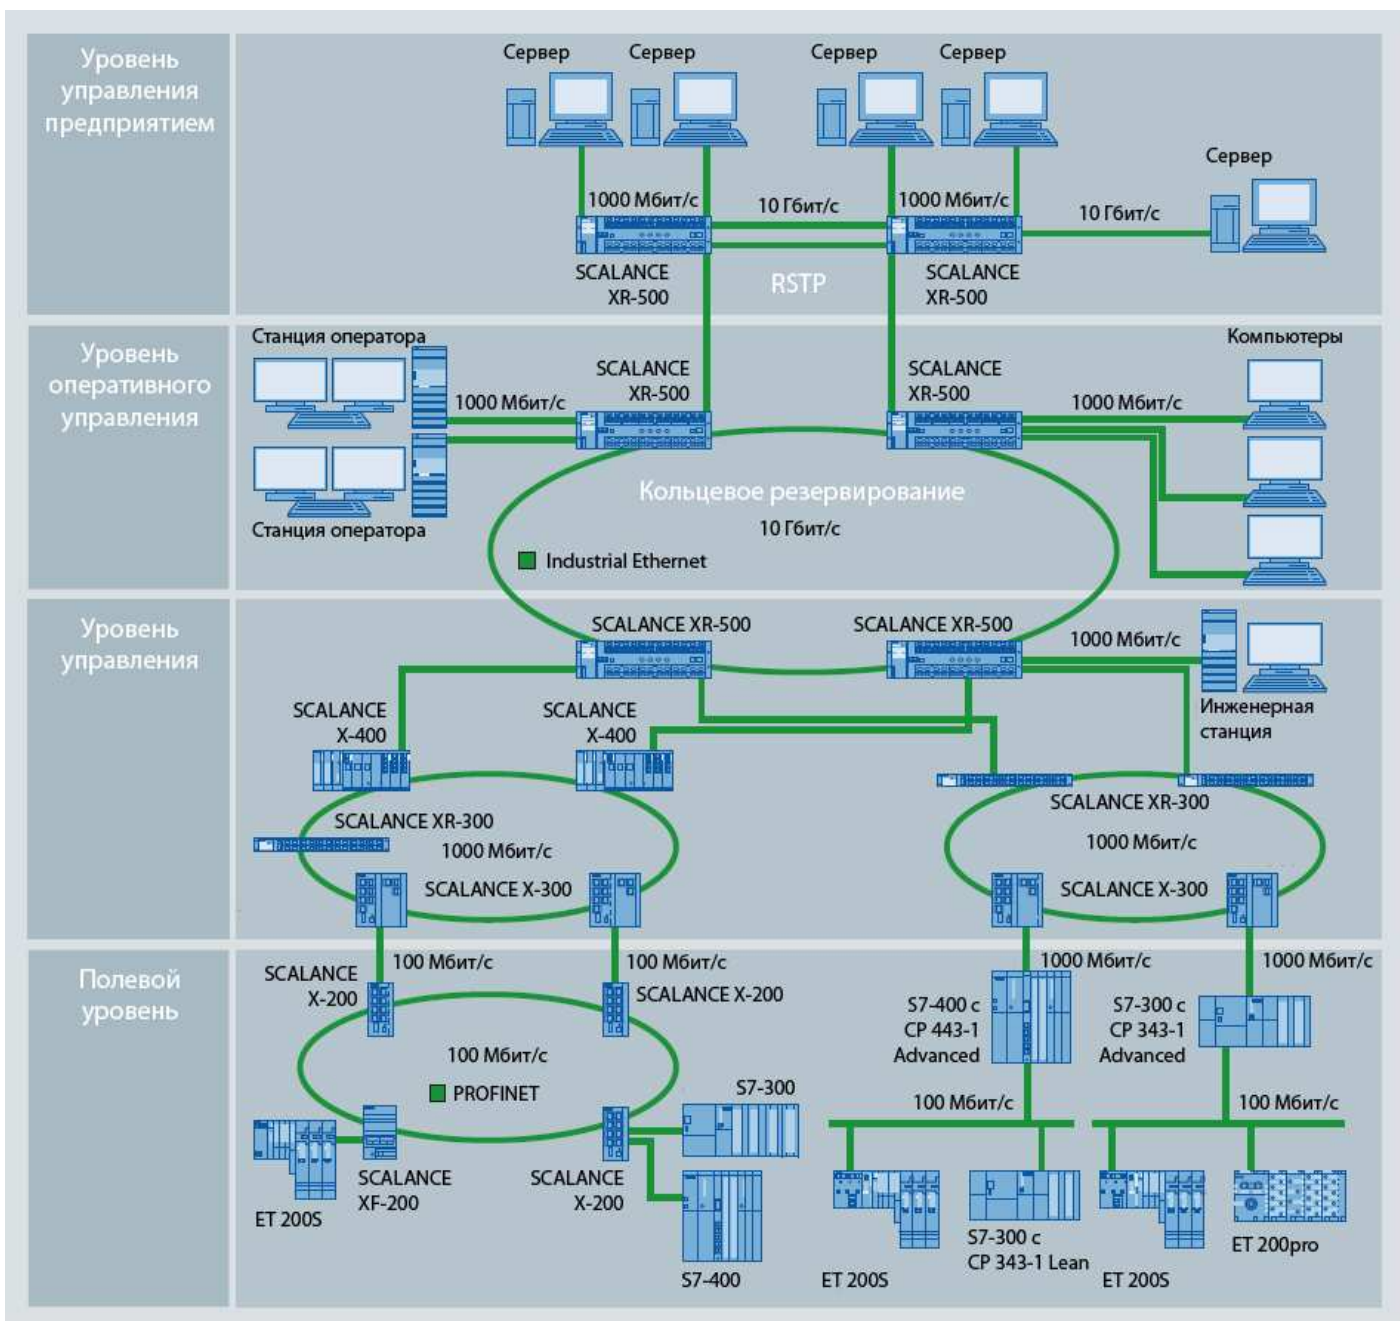 Уровень
управления
предприятием
Сервер
Сервер
Сервер
Сервер
Сервер
1000 Мбит/с
10 Гбит/с
1000 Мбит/с
10 Гбит/с
SCALANCE
XR-500
RSTP
SCALANCE
XR-500
Уровень
оперативного
управления
Станция оператора
Компьютеры
SCALANCE
XR-500
SCALANCE
XR-500
1000 Мбит/с
1000 Мбит/с
Кольцевое резервирование
10 Гбит/с
Станция оператора
Industrial Ethernet
Уровень
управления
SCALANCE XR-500
SCALANCE XR-500
1000 Мбит/с
Инженерная
станция
SCALANCE
X-400
SCALANCE
X-400
SCALANCE XR-300
SCALANCE XR-300
1000 Мбит/с
1000 Мбит/с
SCALANCE X-300
SCALANCE X-300
Полевой
уровень
100 Мбит/с
100 Мбит/с
1000 Мбит/с
1000 Мбит/с
SCALANCE
X-200
SCALANCE X-200
S7-400 с
CP 443-1
Advanced
S7-300 с
CP 343-1
Advanced
100 Мбит/с
PROFINET
S7-300
100 Мбит/с
100 Мбит/с
ET 200S
SCALANCE
XF-200
SCALANCE
X-200
S7-400
ET 200S
S7-300 с
CP 343-1 Lean
ET 200S
ET 200pro